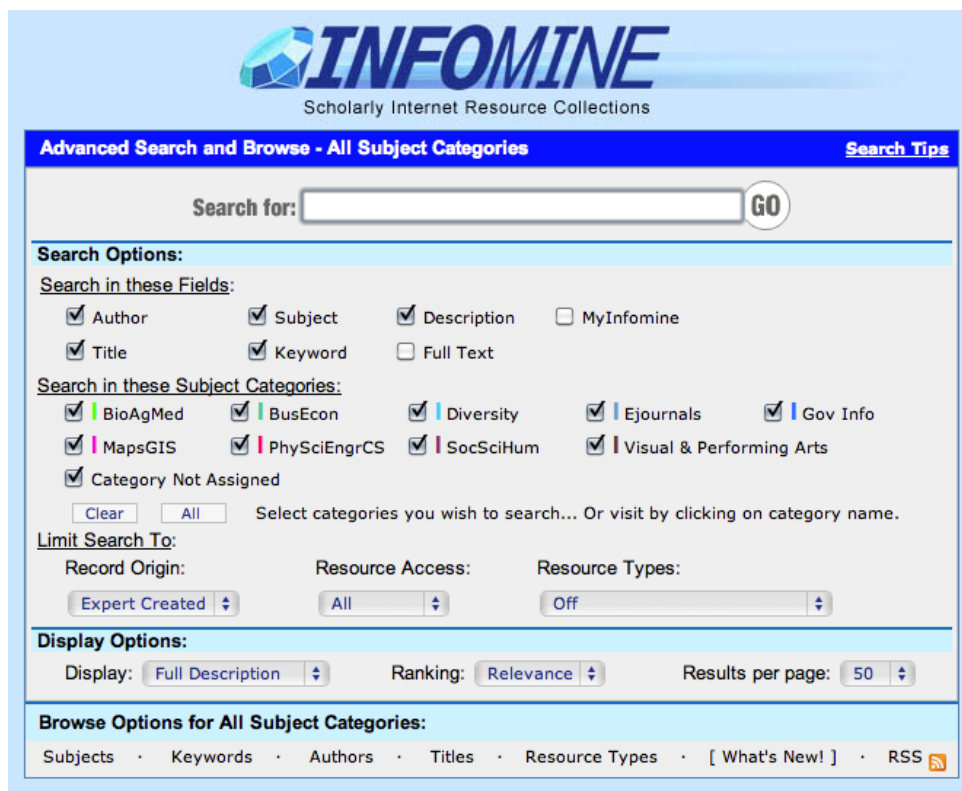 INFOMINE
Scholarly Internet Resource Collections
Advanced Search and Browse - All Subject Categories Search Tips
Search for: GO
Search Options:
Search in these Fields:
Author Subject Description MyInfomine
Title Keyword Full Text
Search in these Subject Categories:
BioAgMed BusEcon Diversity Ejournals Gov Info
MapsGIS PhySciEngrCS SocSciHum Visual & Performing Arts
Category Not Assigned
Clear All Select categories you wish to search... Or visit by clicking on category name.
Limit Search To:
Record Origin: Resource Access: Resource Types:
Expert Created All Off
Display Options:
Display: Full Description Ranking: Relevance Results per page: 50
Browse Options for All Subject Categories:
Subjects · Keywords · Authors · Titles · Resource Types · [ What's New! ] · RSS